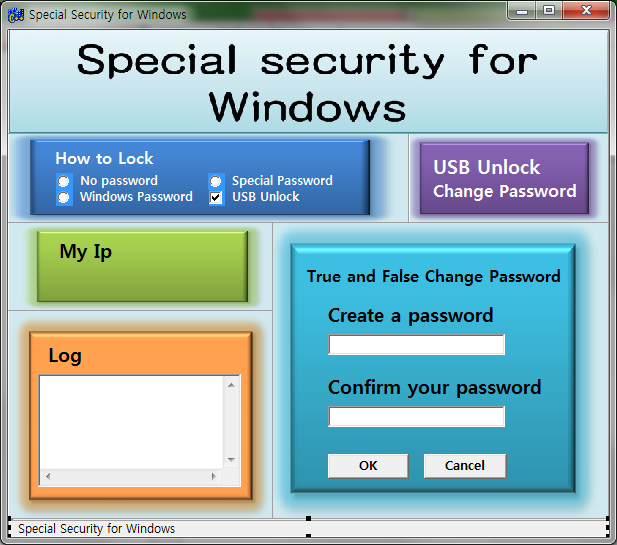 Special Security for Windows
Special security for
Windows
How to Lock
No password
Special Password
Windows Password
USB Unlock
USB Unlock
Change Password
My Ip
True and False Change Password
Create a password
Confirm your password
OK
Cancel
Log
Special Security for Windows